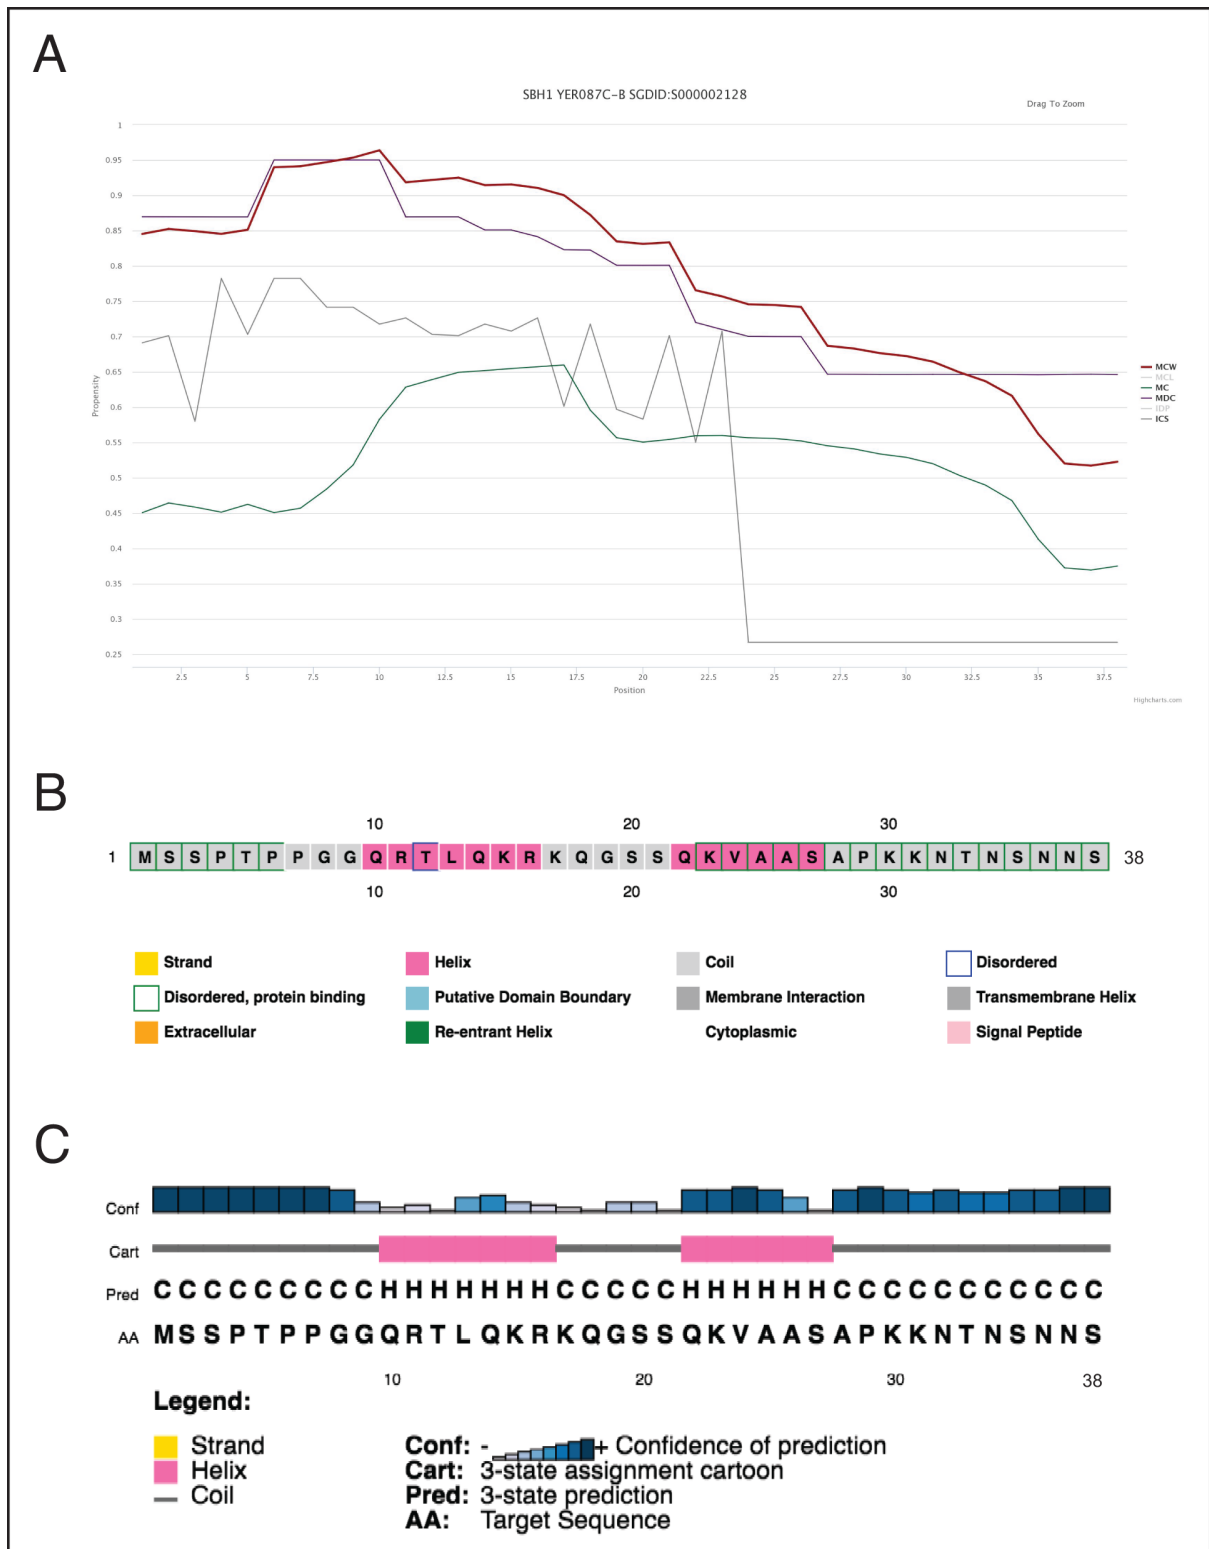 A
SBH1 YER087C-B SGDID:S000002128
Drag To Zoom
1
0.95
0.9
0.85
0.8
0.75
0.7
0.65
0.6
0.55
0.5
0.45
0.4
0.35
0.3
0.25
Propensity
2.5 5 7.5 10 12.5 15 17.5 20 22.5 25 27.5 30 32.5 35 37.5
Position
MCW
MCL
MC
MDC
IDP
ICS
Highcharts.com
B
10 20 30
1 M S S P T P P G G Q R T L Q K R K Q G S S Q K V A A S A P K K N T N S N N S 38
10 20 30
Strand Helix Coil Disordered
Disordered, protein binding Putative Domain Boundary Membrane Interaction Transmembrane Helix
Extracellular Re-entrant Helix Cytoplasmic Signal Peptide
C
Conf
Cart
Pred C C C C C C C C C H H H H H H H C C C C C H H H H H H C C C C C C C C C C C
AA M S S P T P P G G Q R T L Q K R K Q G S S Q K V A A S A P K K N T N S N N S
10 20 30 38
Legend:
Strand
Helix
Coil
Conf: - + Confidence of prediction
Cart: 3-state assignment cartoon
Pred: 3-state prediction
AA: Target Sequence